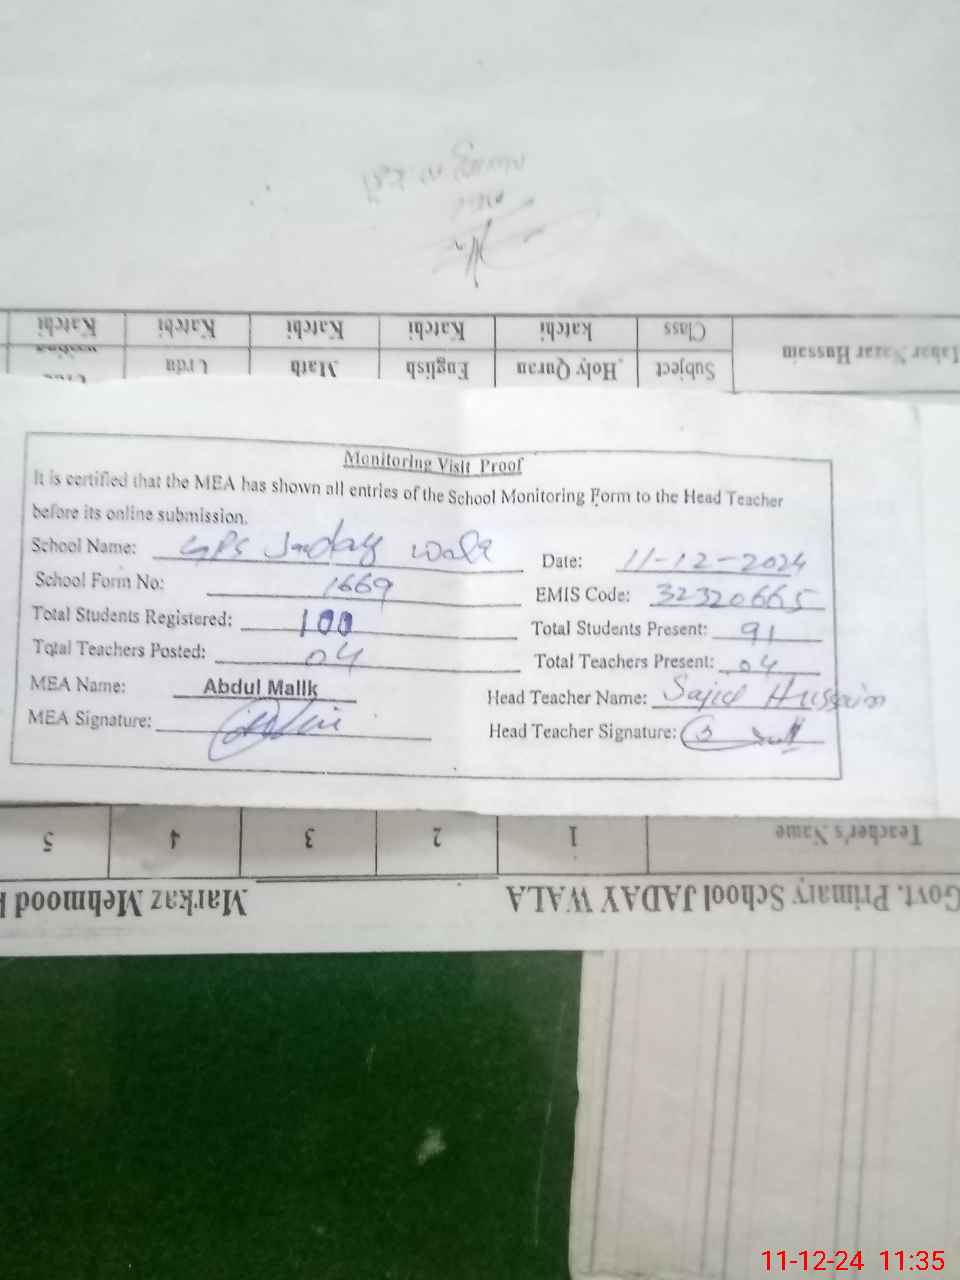 Katchi Katchi Katchi Katchi katchi Class
Urdu Math English Holy Quran Subject Nazar Hussain
Monitoring Visit Proof
It is certified that the MEA has shown all entries of the School Monitoring Form to the Head Teacher
before its online submission.
School Name: GPS Jaday Wala Date: 11-12-2024
School Form No: 1669 EMIS Code: 32320665
Total Students Registered: 100 Total Students Present: 91
Total Teachers Posted: 04 Total Teachers Present: 04
MEA Name: Abdul Malik Head Teacher Name: Sajid Hussain
MEA Signature: Head Teacher Signature:
Teacher's Name 1 2 3 4 5
Govt. Primary School JADAY WALA Markaz Mehmood
11-12-24 11:35